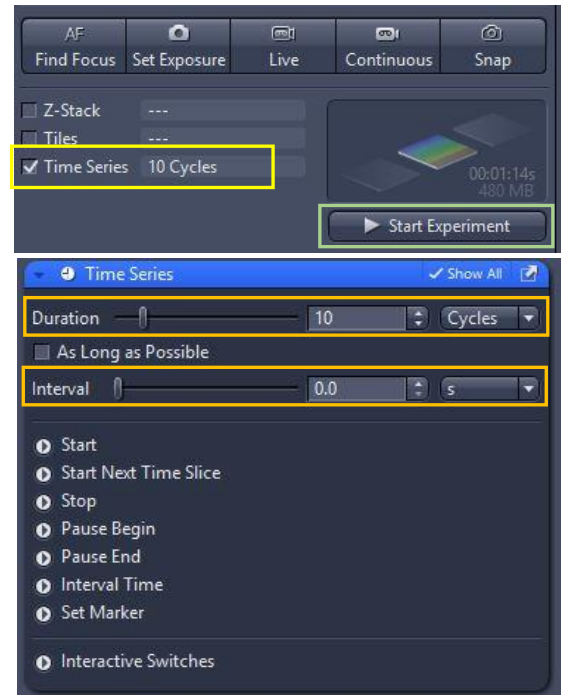 AF
Find Focus Set Exposure Live Continuous Snap
Z-Stack ---
Tiles ---
Time Series 10 Cycles
00:01:14s
480 MB
Start Experiment
Time Series Show All
Duration 10 Cycles
As Long as Possible
Interval 0.0 s
Start
Start Next Time Slice
Stop
Pause Begin
Pause End
Interval Time
Set Marker
Interactive Switches